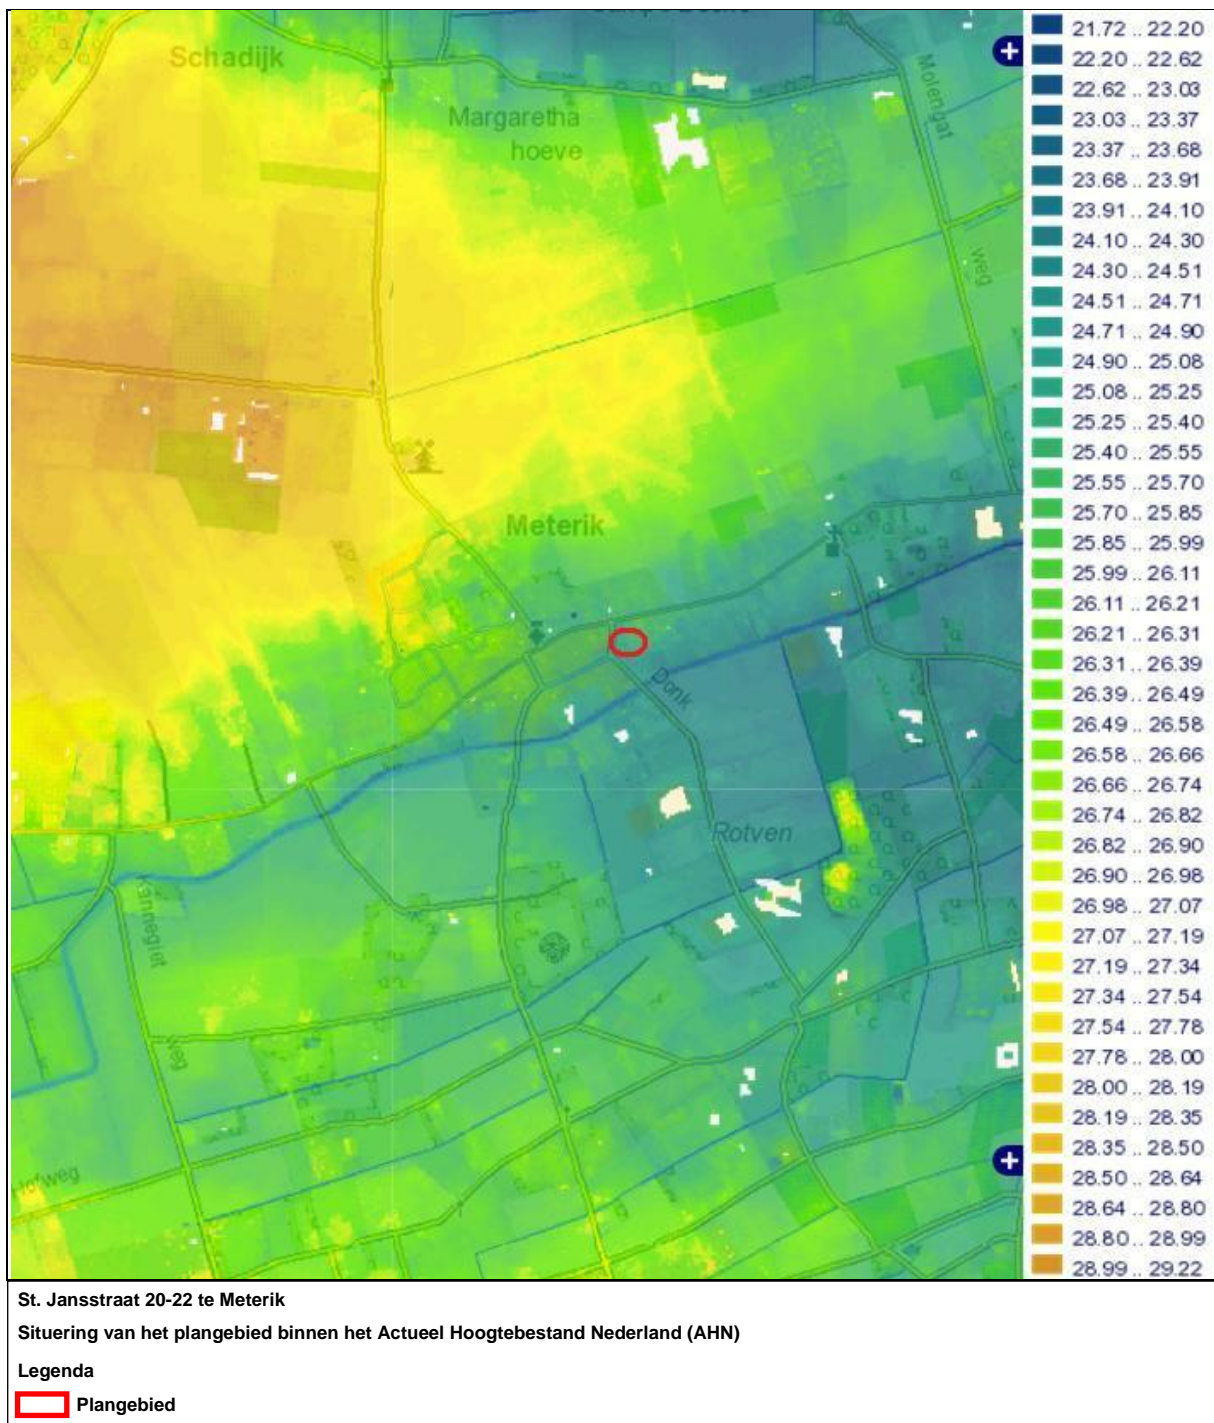 Schadijk
Margaretha
hoeve
Molengat
weg
Meterik
Donk
Rotven
Kannegiet
weg
Hofweg
21.72 .. 22.20
22.20 .. 22.62
22.62 .. 23.03
23.03 .. 23.37
23.37 .. 23.68
23.68 .. 23.91
23.91 .. 24.10
24.10 .. 24.30
24.30 .. 24.51
24.51 .. 24.71
24.71 .. 24.90
24.90 .. 25.08
25.08 .. 25.25
25.25 .. 25.40
25.40 .. 25.55
25.55 .. 25.70
25.70 .. 25.85
25.85 .. 25.99
25.99 .. 26.11
26.11 .. 26.21
26.21 .. 26.31
26.31 .. 26.39
26.39 .. 26.49
26.49 .. 26.58
26.58 .. 26.66
26.66 .. 26.74
26.74 .. 26.82
26.82 .. 26.90
26.90 .. 26.98
26.98 .. 27.07
27.07 .. 27.19
27.19 .. 27.34
27.34 .. 27.54
27.54 .. 27.78
27.78 .. 28.00
28.00 .. 28.19
28.19 .. 28.35
28.35 .. 28.50
28.50 .. 28.64
28.64 .. 28.80
28.80 .. 28.99
28.99 .. 29.22
St. Jansstraat 20-22 te Meterik
Situering van het plangebied binnen het Actueel Hoogtebestand Nederland (AHN)
Legenda
Plangebied